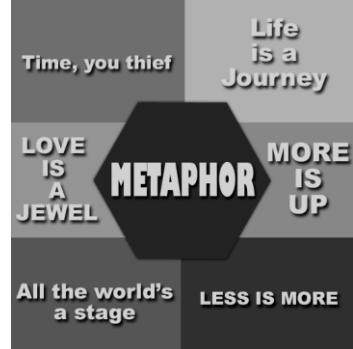 Time, you thief
Life
is a
Journey
LOVE
IS
A
JEWEL
METAPHOR
MORE
IS
UP
All the world's
a stage
LESS IS MORE